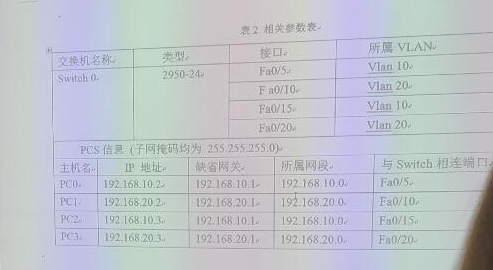 表 2 相关参数表
交换机名称 类型 接口 所属 VLAN
Switch 0 2950-24 Fa0/5 Vlan 10
F a0/10 Vlan 20
Fa0/15 Vlan 10
Fa0/20 Vlan 20
PCS 信息 (子网掩码均为 255.255.255.0)
主机名 IP 地址 缺省网关 所属网段 与 Switch 相连端口
PC0 192.168.10.2 192.168.10.1 192.168.10.0 Fa0/5
PC1 192.168.20.2 192.168.20.1 192.168.20.0 Fa0/10
PC2 192.168.10.3 192.168.10.1 192.168.10.0 Fa0/15
PC3 192.168.20.3 192.168.20.1 192.168.20.0 Fa0/20